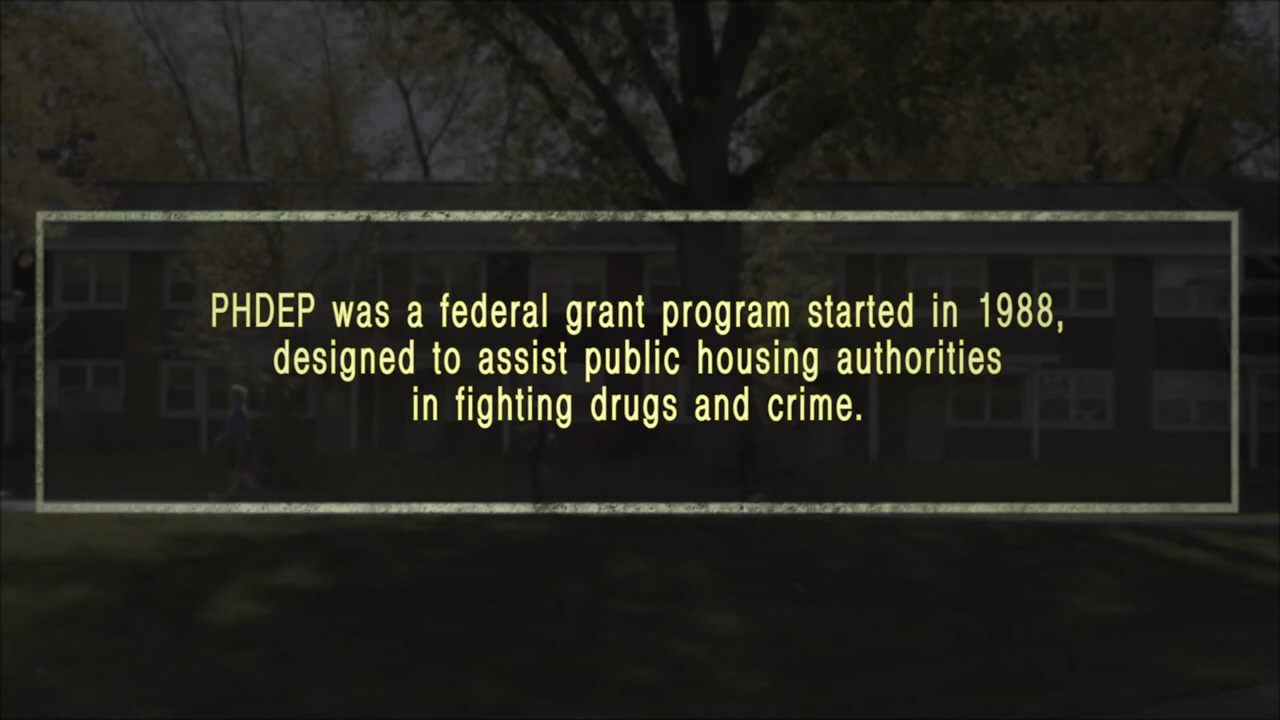 PHDEP was a federal grant program started in 1988,
designed to assist public housing authorities
in fighting drugs and crime.